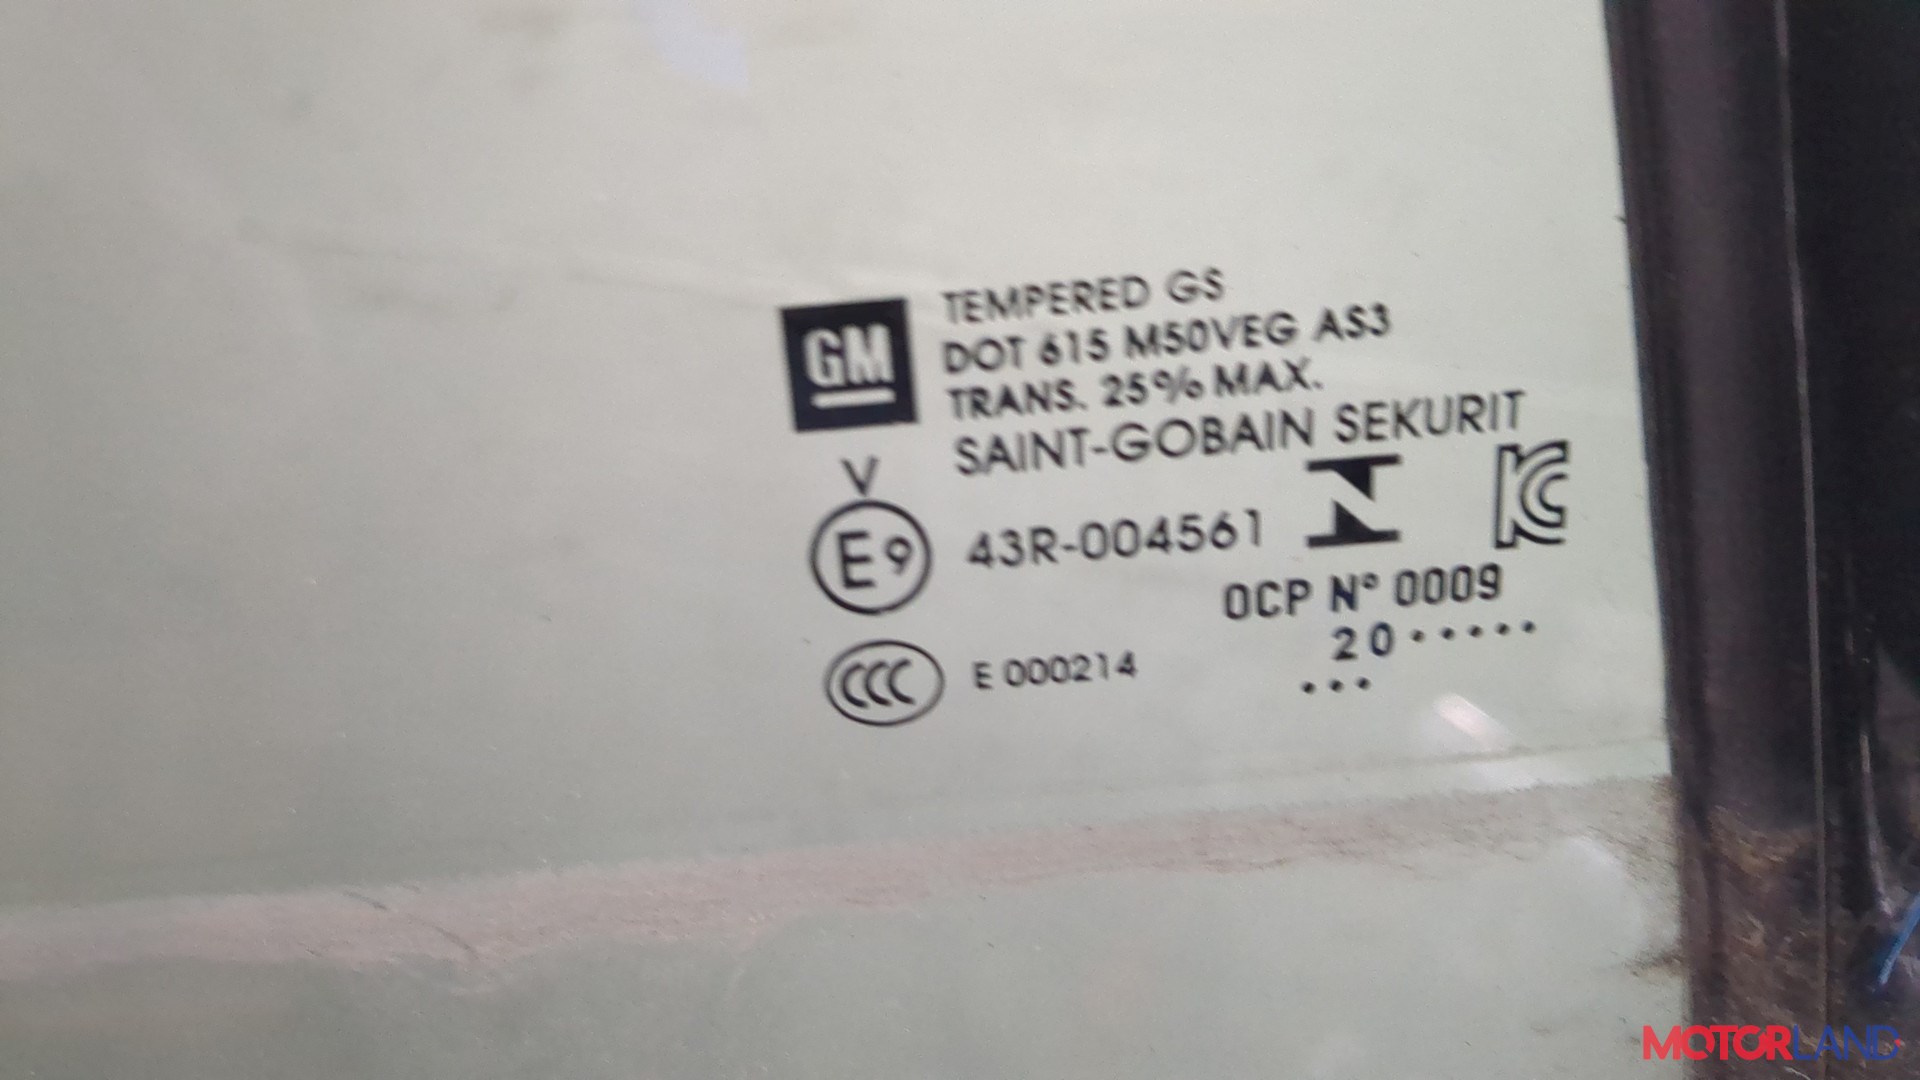 GM
TEMPERED GS
DOT 615 M50VEG AS3
TRANS. 25% MAX.
SAINT-GOBAIN SEKURIT
V
E9 43R-004561
KC
OCP N° 0009
20•••••
•••
CCC E 000214
MOTORLAND